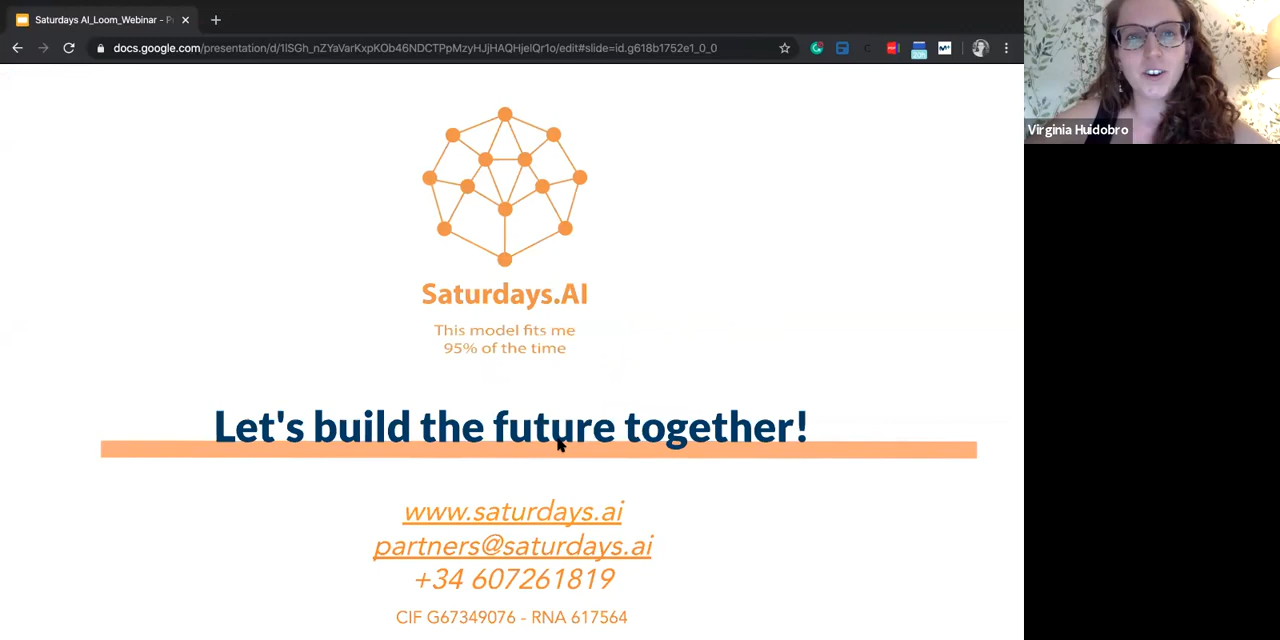 Saturdays AI_Loom_Webinar - P
docs.google.com/presentation/d/1lSGh_nZYaVarKxpKOb46NDCTPpMzyHJjHAQHjeIQr1o/edit#slide=id.g618b1752e1_0_0
Virginia Huidobro
Saturdays.AI
This model fits me
95% of the time
Let's build the future together!
www.saturdays.ai
partners@saturdays.ai
+34 607261819
CIF G67349076 - RNA 617564